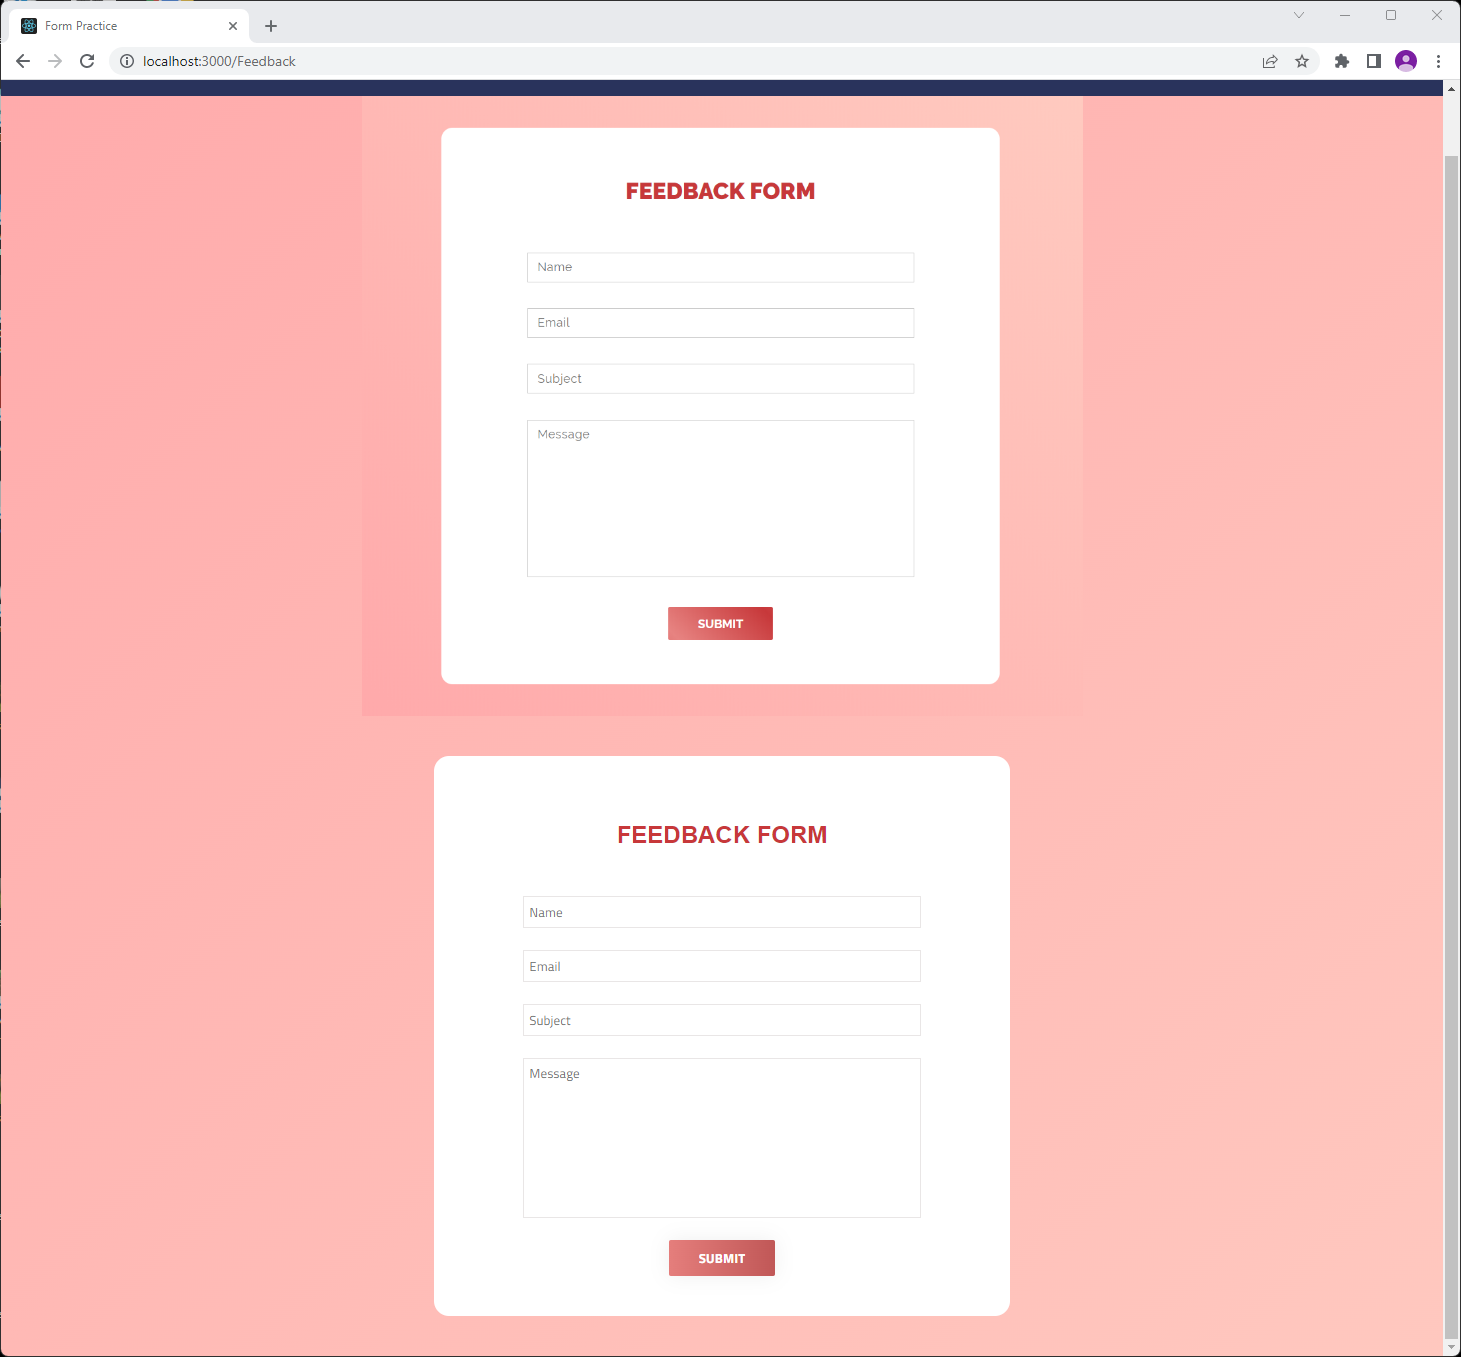 Form Practice
localhost:3000/Feedback
FEEDBACK FORM
Name
Email
Subject
Message
SUBMIT
FEEDBACK FORM
Name
Email
Subject
Message
SUBMIT